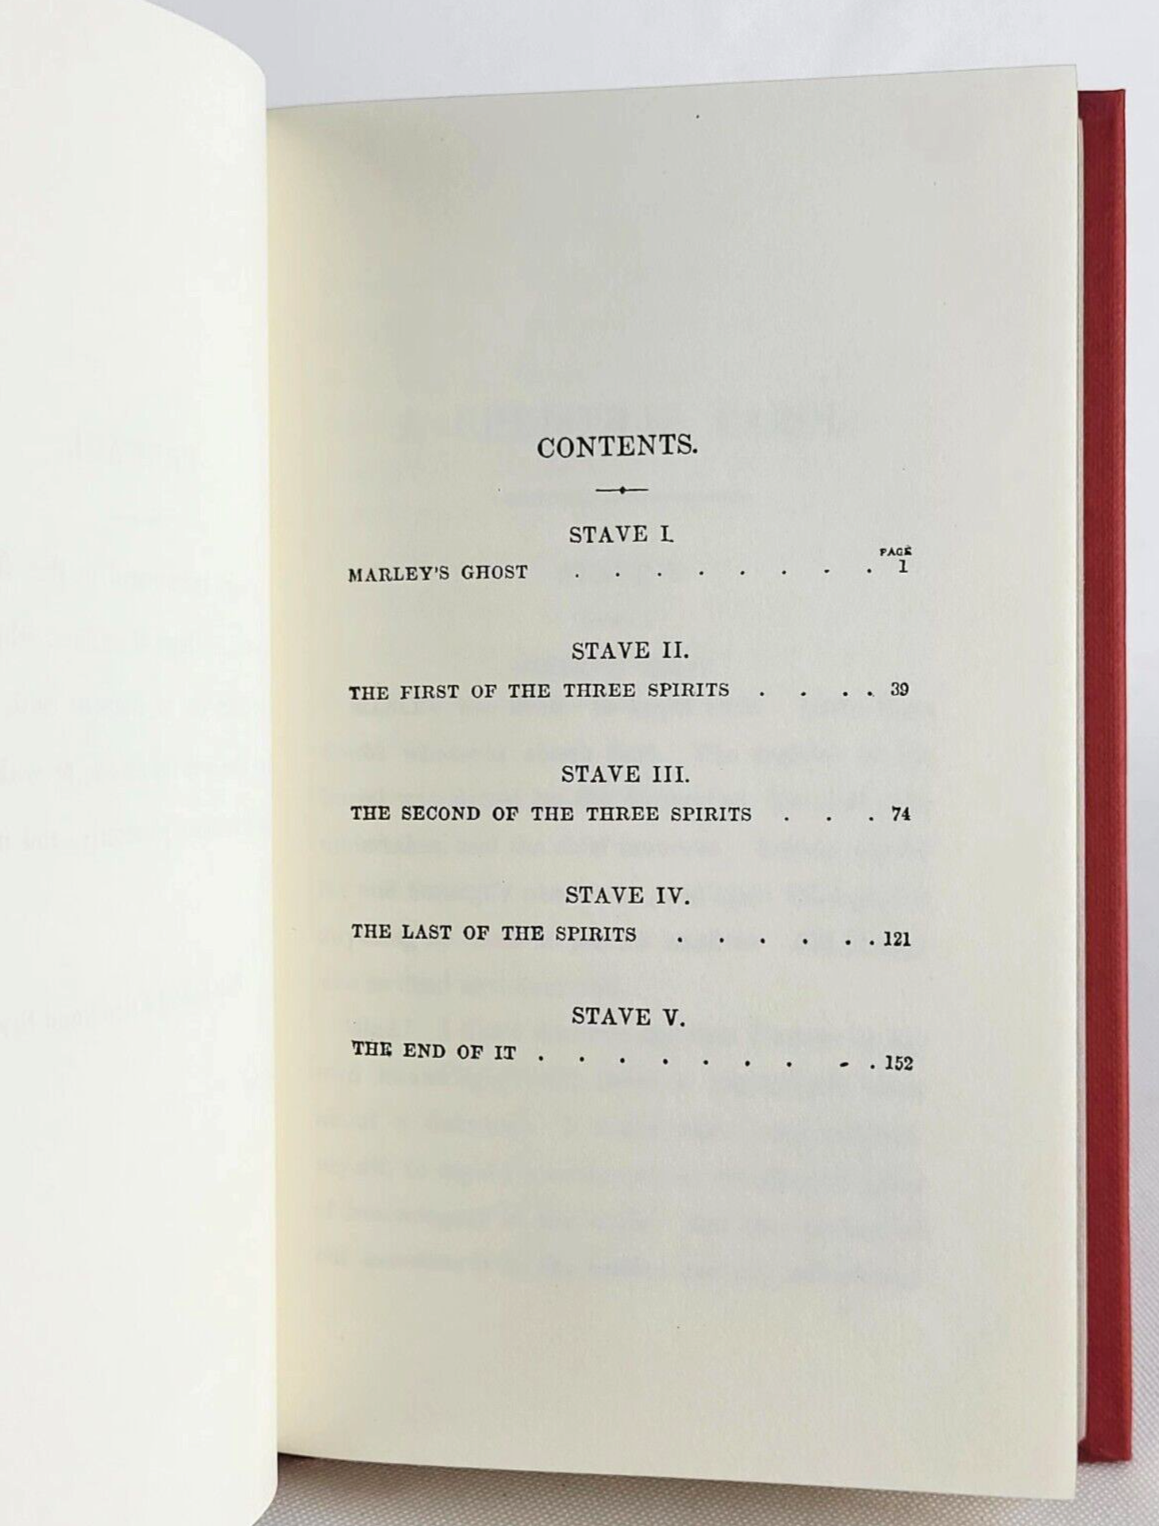 CONTENTS.
STAVE I.
PAGE
MARLEY'S GHOST . . . . . . . . 1
STAVE II.
THE FIRST OF THE THREE SPIRITS . . . . 39
STAVE III.
THE SECOND OF THE THREE SPIRITS . . . 74
STAVE IV.
THE LAST OF THE SPIRITS . . . . . . 121
STAVE V.
THE END OF IT . . . . . . . - . 152